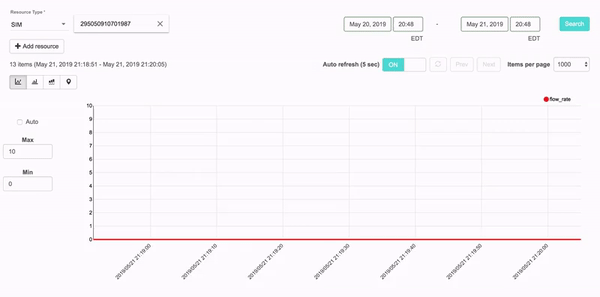 Resource Type *
SIM
295050910701987
May 20, 2019
20:48
-
May 21, 2019
20:48
Search
EDT
EDT
+ Add resource
13 items (May 21, 2019 21:18:51 - May 21, 2019 21:20:05)
Auto refresh (5 sec)
ON
Prev
Next
Items per page
1000
flow_rate
Auto
Max
10
Min
0
10
9
8
7
6
5
4
3
2
1
0
2019/05/21 21:19:00
2019/05/21 21:19:10
2019/05/21 21:19:20
2019/05/21 21:19:30
2019/05/21 21:19:40
2019/05/21 21:19:50
2019/05/21 21:20:00